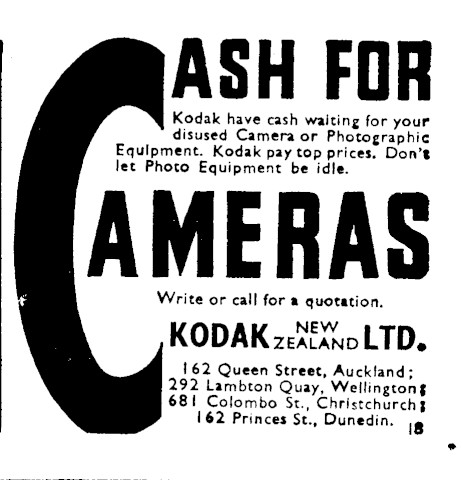 CASH FOR
Kodak have cash waiting for your
disused Camera or Photographic
Equipment. Kodak pay top prices. Don't
let Photo Equipment be idle.
CAMERAS
Write or call for a quotation.
KODAK NEW ZEALAND LTD.
162 Queen Street, Auckland;
292 Lambton Quay, Wellington;
681 Colombo St., Christchurch;
162 Princes St., Dunedin.
18